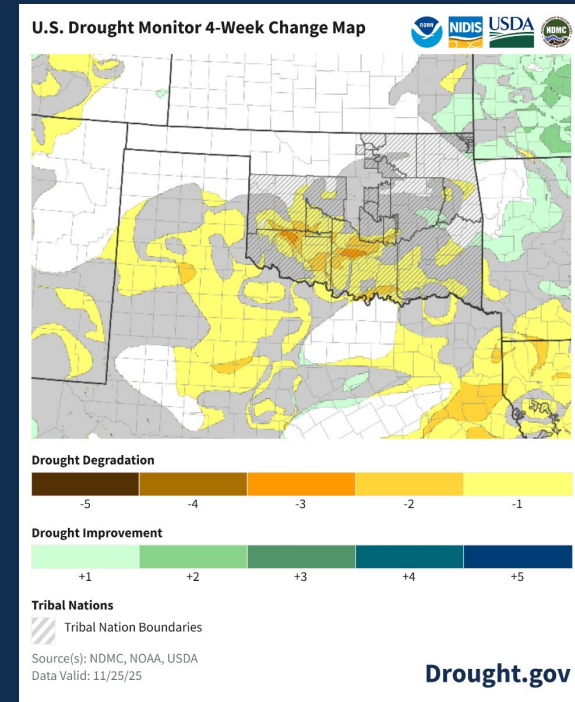 U.S. Drought Monitor 4-Week Change Map
NOAA
NIDIS
USDA
NDMC
Drought Degradation
-5 -4 -3 -2 -1
Drought Improvement
+1 +2 +3 +4 +5
Tribal Nations
Tribal Nation Boundaries
Source(s): NDMC, NOAA, USDA
Data Valid: 11/25/25
Drought.gov